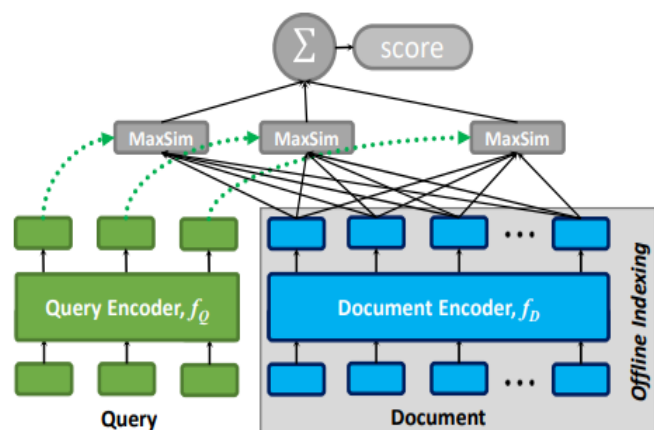 Σ score
MaxSim MaxSim MaxSim
Query Encoder, f_Q
Document Encoder, f_D
Offline Indexing
Query
Document